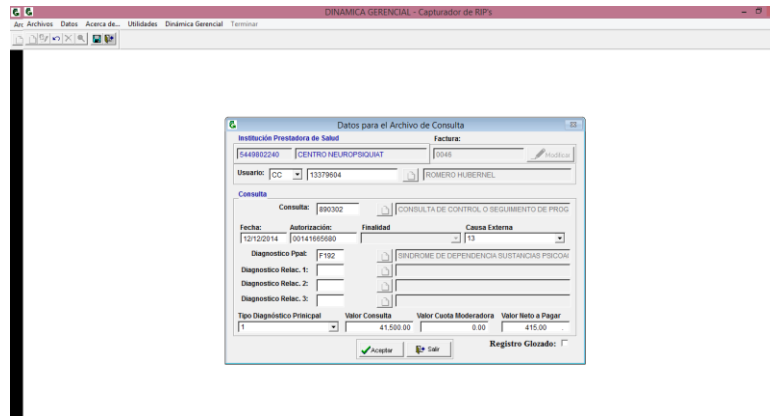 DINAMICA GERENCIAL - Capturador de RIP's
Arc Archivos Datos Acerca de... Utilidades Dinámica Gerencial Terminar
Datos para el Archivo de Consulta
Institución Prestadora de Salud Factura:
5449802240 CENTRO NEUROPSIQUIAT 0046 Modificar
Usuario: CC 13379604 ROMERO HUBERNEL
Consulta
Consulta: 890302 CONSULTA DE CONTROL O SEGUIMIENTO DE PROG
Fecha: Autorización: Finalidad Causa Externa
12/12/2014 00141665680 13
Diagnostico Ppal: F192 SINDROME DE DEPENDENCIA SUSTANCIAS PSICOA
Diagnostico Relac. 1:
Diagnostico Relac. 2:
Diagnostico Relac. 3:
Tipo Diagnóstico Prinicpal Valor Consulta Valor Cuota Moderadora Valor Neto a Pagar
1 41,500.00 0.00 415.00
Aceptar Salir Registro Glozado: